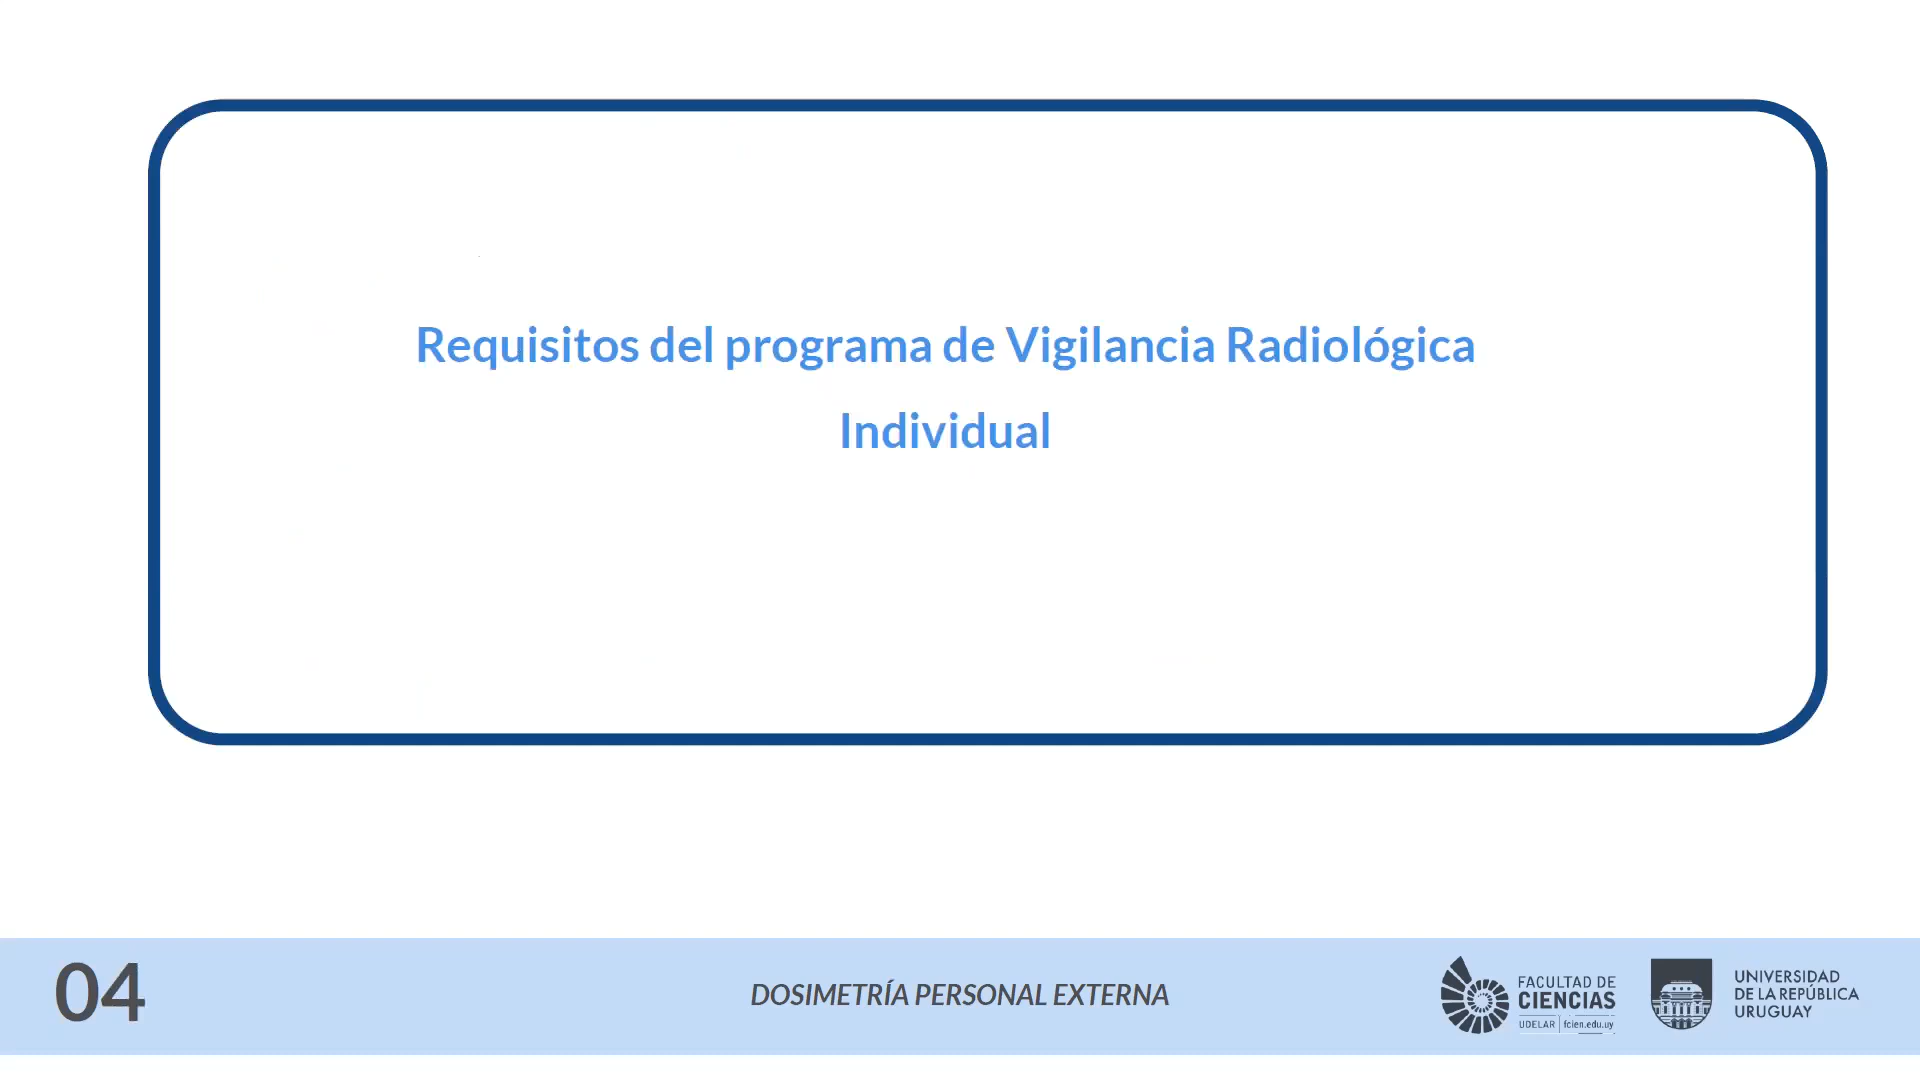 Requisitos del programa de Vigilancia Radiológica
Individual
04
DOSIMETRÍA PERSONAL EXTERNA
FACULTAD DE
CIENCIAS
UDELAR | fcien.edu.uy
UNIVERSIDAD
DE LA REPÚBLICA
URUGUAY